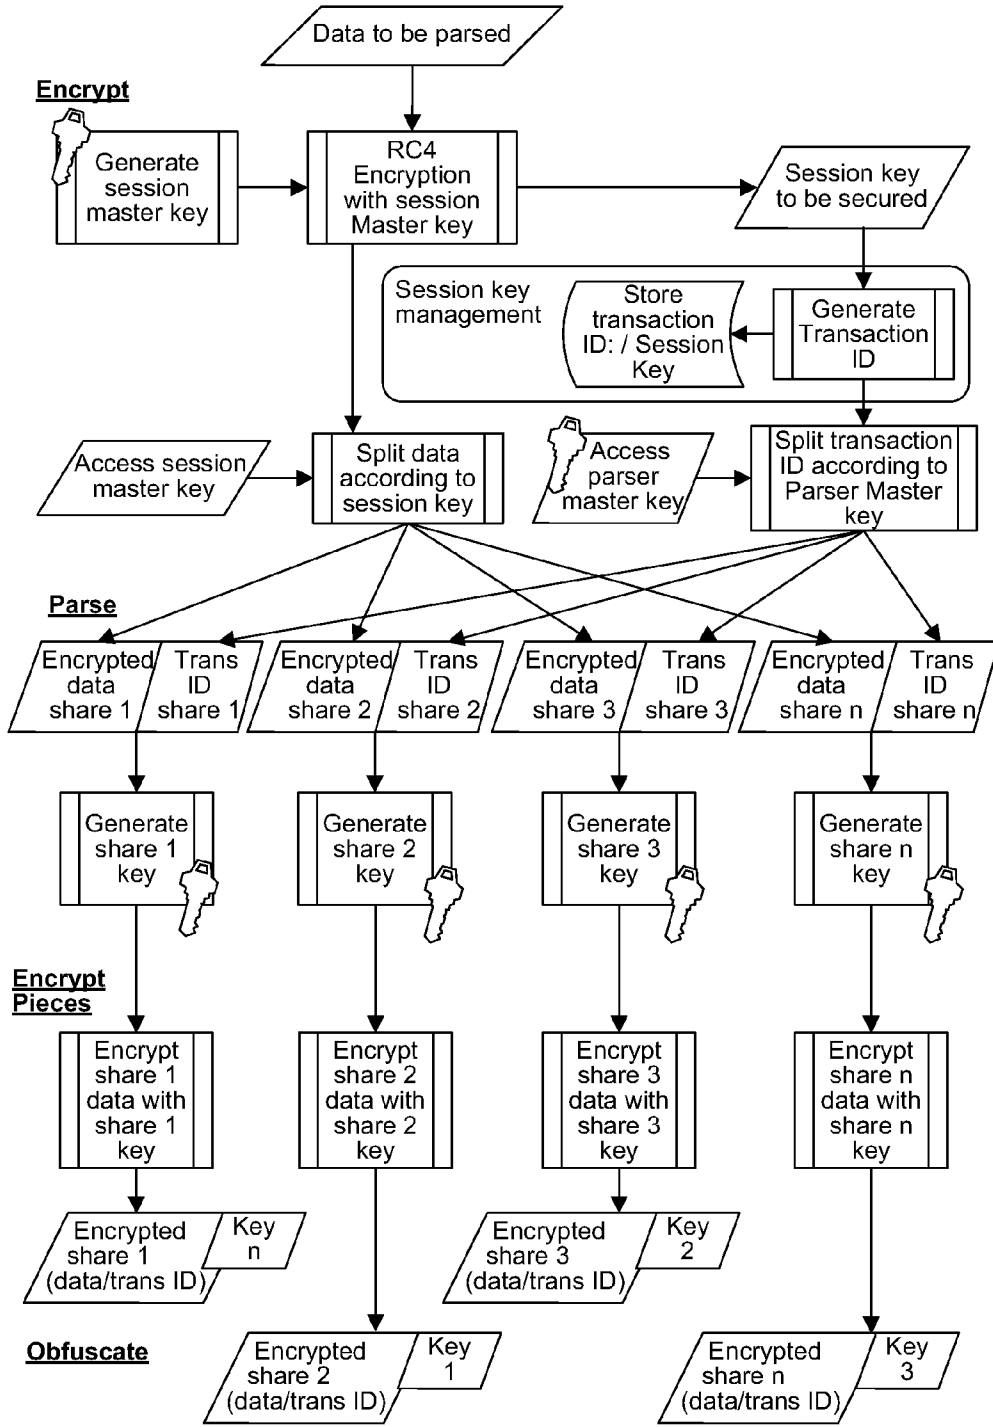 Data to be parsed
Encrypt
Generate
session
master key
RC4
Encryption
with session
Master key
Session key
to be secured
Session key
management
Store
transaction
ID: / Session
Key
Generate
Transaction
ID
Access session
master key
Split data
according to
session key
Access
parser
master key
Split transaction
ID according to
Parser Master
key
Parse
Encrypted
data
share 1
Trans
ID
share 1
Encrypted
data
share 2
Trans
ID
share 2
Encrypted
data
share 3
Trans
ID
share 3
Encrypted
data
share n
Trans
ID
share n
Generate
share 1
key
Generate
share 2
key
Generate
share 3
key
Generate
share n
key
Encrypt
Pieces
Encrypt
share 1
data with
share 1
key
Encrypt
share 2
data with
share 2
key
Encrypt
share 3
data with
share 3
key
Encrypt
share n
data with
share n
key
Encrypted
share 1
(data/trans ID)
Key
n
Encrypted
share 3
(data/trans ID)
Key
2
Obfuscate
Encrypted
share 2
(data/trans ID)
Key
1
Encrypted
share n
(data/trans ID)
Key
3